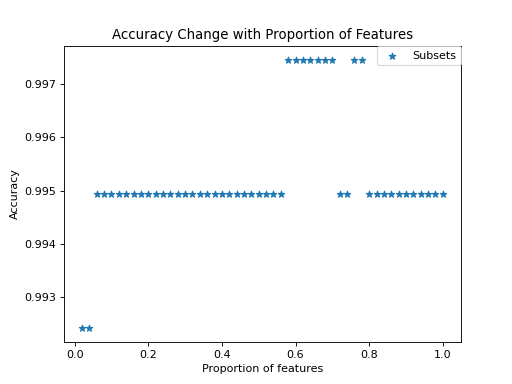 Accuracy Change with Proportion of Features
Subsets
0.997
0.996
0.995
0.994
0.993
Accuracy
0.0 0.2 0.4 0.6 0.8 1.0
Proportion of features